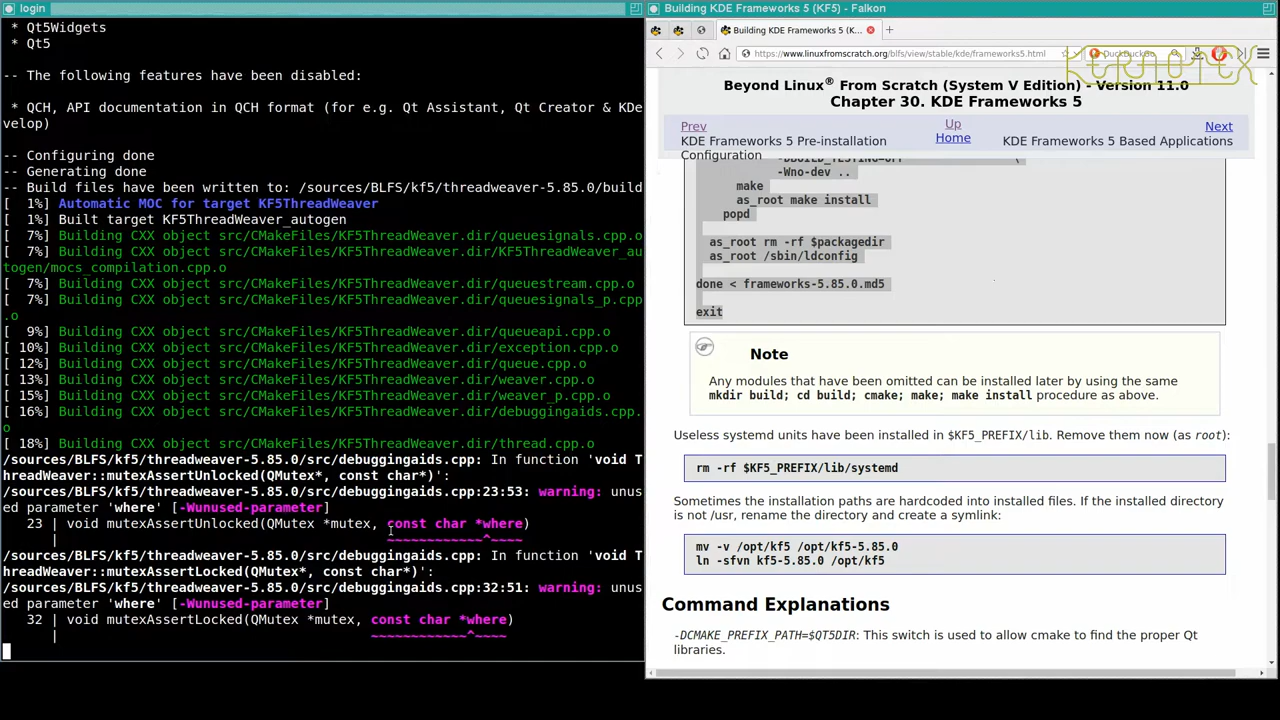 login
* Qt5Widgets
* Qt5
-- The following features have been disabled:
* QCH, API documentation in QCH format (for e.g. Qt Assistant, Qt Creator & KDe
velop)
-- Configuring done
-- Generating done
-- Build files have been written to: /sources/BLFS/kf5/threadweaver-5.85.0/build
[  1%] Automatic MOC for target KF5ThreadWeaver
[  1%] Built target KF5ThreadWeaver_autogen
[  7%] Building CXX object src/CMakeFiles/KF5ThreadWeaver.dir/queuesignals.cpp.o
[  7%] Building CXX object src/CMakeFiles/KF5ThreadWeaver.dir/KF5ThreadWeaver_au
togen/mocs_compilation.cpp.o
[  7%] Building CXX object src/CMakeFiles/KF5ThreadWeaver.dir/queuestream.cpp.o
[  7%] Building CXX object src/CMakeFiles/KF5ThreadWeaver.dir/queuesignals_p.cpp
.o
[  9%] Building CXX object src/CMakeFiles/KF5ThreadWeaver.dir/queueapi.cpp.o
[ 10%] Building CXX object src/CMakeFiles/KF5ThreadWeaver.dir/exception.cpp.o
[ 12%] Building CXX object src/CMakeFiles/KF5ThreadWeaver.dir/queue.cpp.o
[ 13%] Building CXX object src/CMakeFiles/KF5ThreadWeaver.dir/weaver.cpp.o
[ 15%] Building CXX object src/CMakeFiles/KF5ThreadWeaver.dir/weaver_p.cpp.o
[ 16%] Building CXX object src/CMakeFiles/KF5ThreadWeaver.dir/debuggingaids.cpp.
o
[ 18%] Building CXX object src/CMakeFiles/KF5ThreadWeaver.dir/thread.cpp.o
/sources/BLFS/kf5/threadweaver-5.85.0/src/debuggingaids.cpp: In function 'void T
hreadWeaver::mutexAssertUnlocked(QMutex*, const char*)':
/sources/BLFS/kf5/threadweaver-5.85.0/src/debuggingaids.cpp:23:53: warning: unus
ed parameter 'where' [-Wunused-parameter]
23 | void mutexAssertUnlocked(QMutex *mutex, const char *where)
| ~~~~~~~~~~~~^~~~~
/sources/BLFS/kf5/threadweaver-5.85.0/src/debuggingaids.cpp: In function 'void T
hreadWeaver::mutexAssertLocked(QMutex*, const char*)':
/sources/BLFS/kf5/threadweaver-5.85.0/src/debuggingaids.cpp:32:51: warning: unus
ed parameter 'where' [-Wunused-parameter]
32 | void mutexAssertLocked(QMutex *mutex, const char *where)
| ~~~~~~~~~~~~^~~~~
Building KDE Frameworks 5 (KF5) - Falkon
Building KDE Frameworks 5 (K...
https://www.linuxfromscratch.org/blfs/view/stable/kde/frameworks5.html
DuckDuckGo
Beyond Linux® From Scratch (System V Edition) - Version 11.0
Chapter 30. KDE Frameworks 5
Prev
Up
Next
KDE Frameworks 5 Pre-installation
Configuration
Home
KDE Frameworks 5 Based Applications
-DBUILD_TESTING=OFF \
-Wno-dev ..
make
as_root make install
popd
as_root rm -rf $packagedir
as_root /sbin/ldconfig
done < frameworks-5.85.0.md5
exit
Note
Any modules that have been omitted can be installed later by using the same
mkdir build; cd build; cmake; make; make install procedure as above.
Useless systemd units have been installed in $KF5_PREFIX/lib. Remove them now (as root):
rm -rf $KF5_PREFIX/lib/systemd
Sometimes the installation paths are hardcoded into installed files. If the installed directory
is not /usr, rename the directory and create a symlink:
mv -v /opt/kf5 /opt/kf5-5.85.0
ln -sfvn kf5-5.85.0 /opt/kf5
Command Explanations
-DCMAKE_PREFIX_PATH=$QT5DIR: This switch is used to allow cmake to find the proper Qt
libraries.